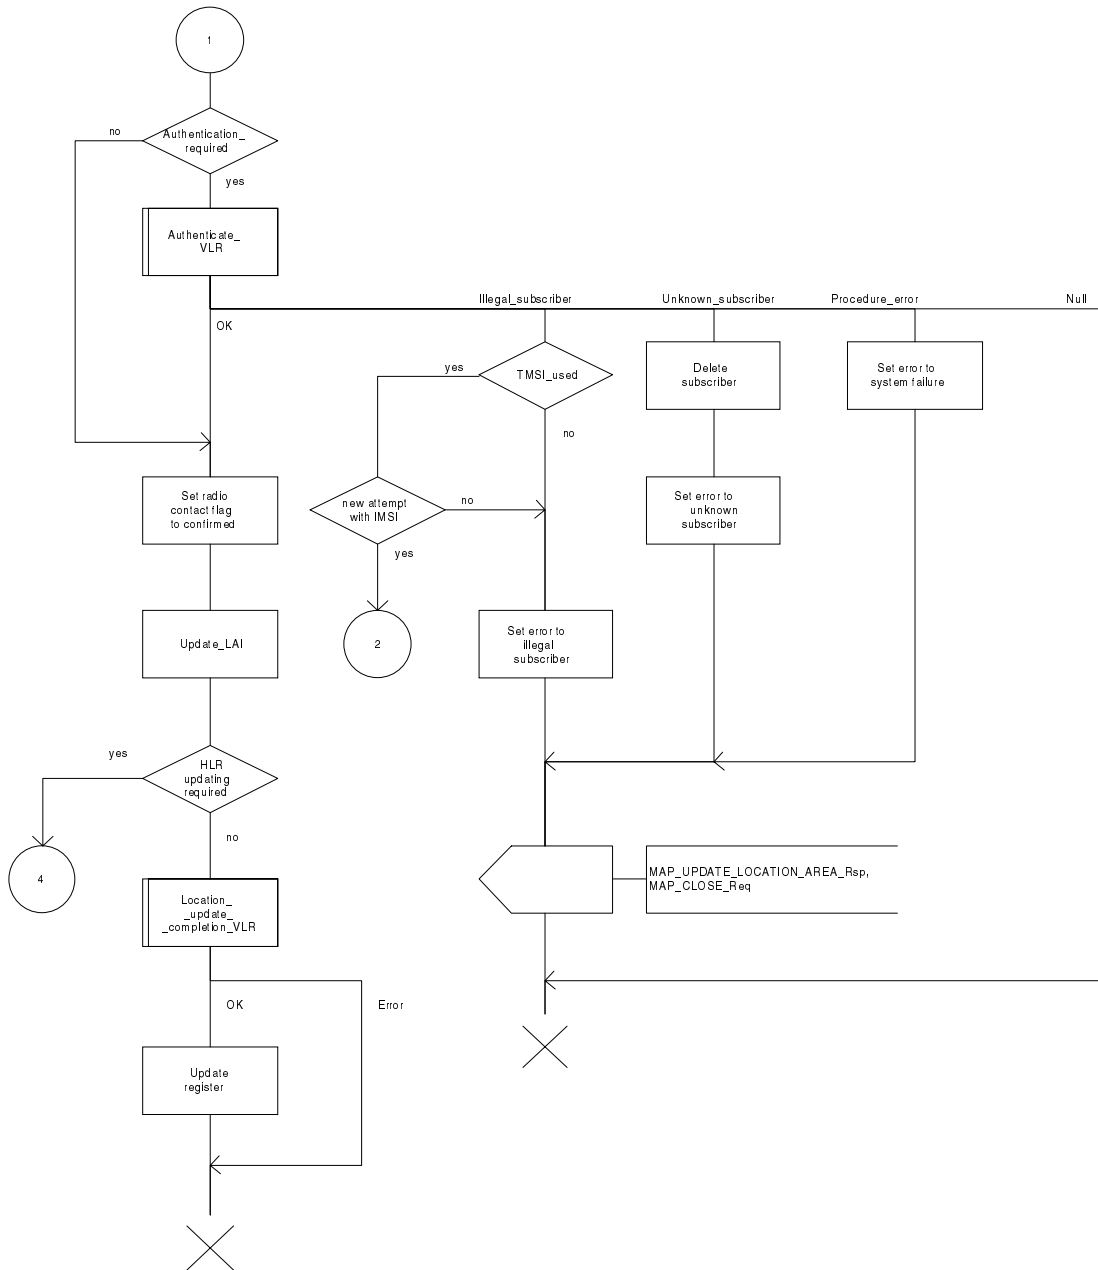 1
no
Authentication_
required
yes
Authenticate_
VLR
Illegal_subscriber
Unknown_subscriber
Procedure_error
Null
OK
yes
TMSI_used
Delete
subscriber
Set error to
system failure
no
Set radio
contact flag
to confirmed
new attempt
with IMSI
no
Set error to
unknown
subscriber
yes
Update_LAI
2
Set error to
illegal
subscriber
yes
HLR
updating
required
no
4
Location_
_update_
_completion_VLR
MAP_UPDATE_LOCATION_AREA_Rsp,
MAP_CLOSE_Req
OK
Error
Update
register